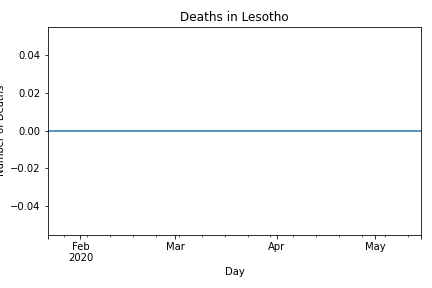 Deaths in Lesotho
Number of Deaths
0.04
0.02
0.00
−0.02
−0.04
Feb
2020
Mar
Apr
May
Day